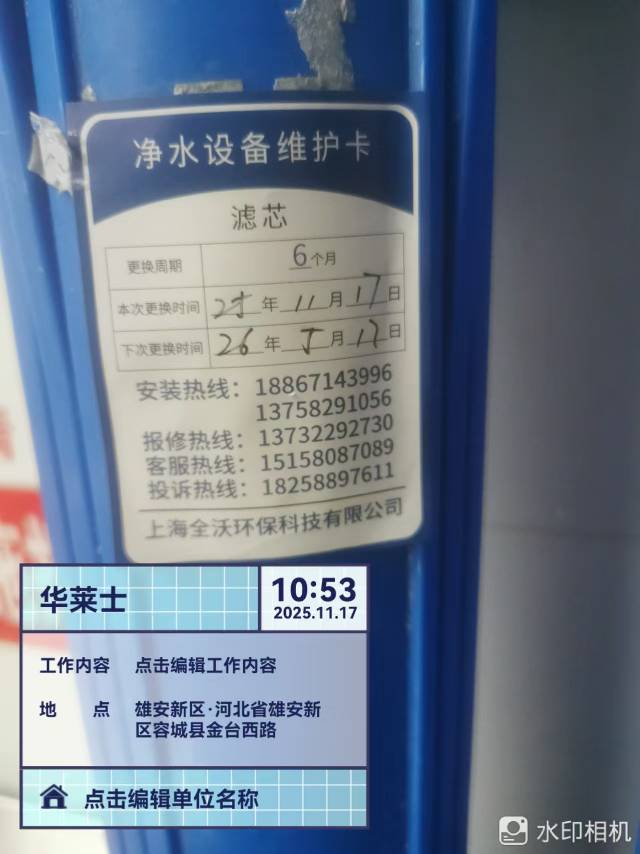 净水设备维护卡
滤芯
更换周期 6个月
本次更换时间 25年11月17日
下次更换时间 26年5月17日
安装热线：18867143996
13758291056
报修热线：13732292730
客服热线：15158087089
投诉热线：18258897611
上海全沃环保科技有限公司
华莱士
10:53
2025.11.17
工作内容 点击编辑工作内容
地点 雄安新区·河北省雄安新
区容城县金台西路
点击编辑单位名称
水印相机